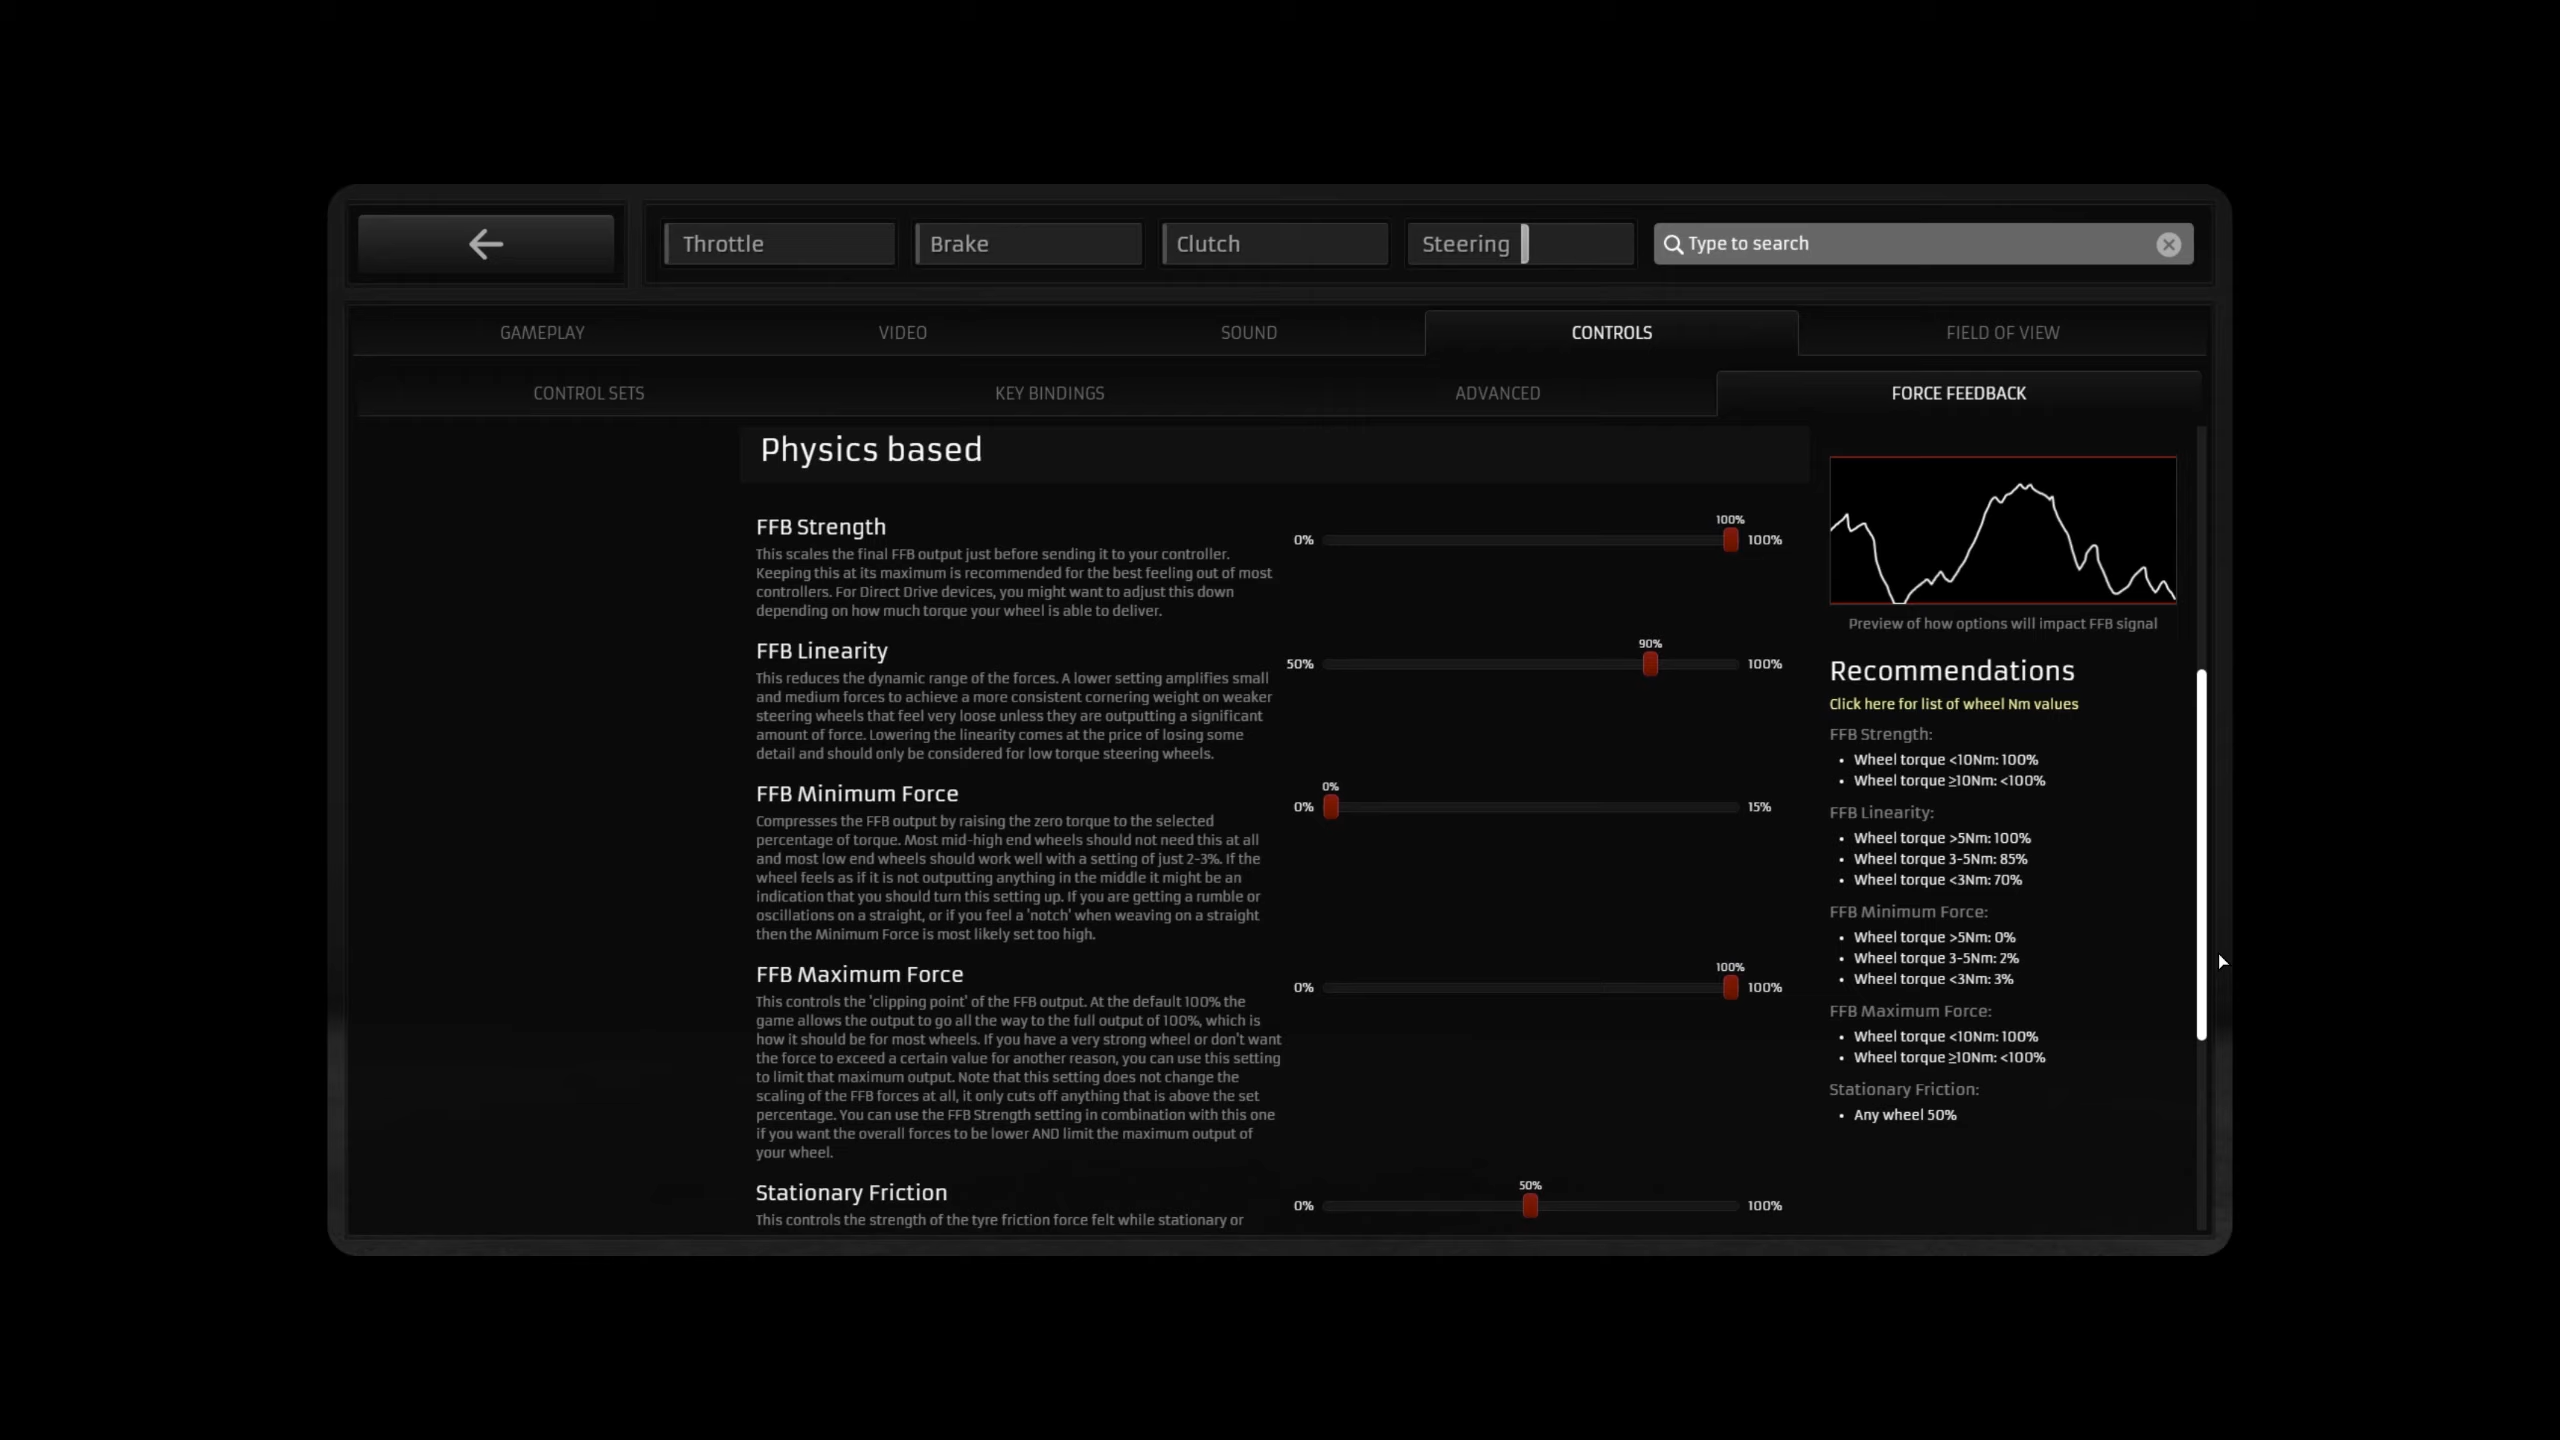 Throttle
Brake
Clutch
Steering
Type to search
GAMEPLAY
VIDEO
SOUND
CONTROLS
FIELD OF VIEW
CONTROL SETS
KEY BINDINGS
ADVANCED
FORCE FEEDBACK
Physics based
FFB Strength
This scales the final FFB output just before sending it to your controller.
Keeping this at its maximum is recommended for the best feeling out of most
controllers. For Direct Drive devices, you might want to adjust this down
depending on how much torque your wheel is able to deliver.
0%
100%
100%
FFB Linearity
This reduces the dynamic range of the forces. A lower setting amplifies small
and medium forces to achieve a more consistent cornering weight on weaker
steering wheels that feel very loose unless they are outputting a significant
amount of force. Lowering the linearity comes at the price of losing some
detail and should only be considered for low torque steering wheels.
50%
90%
100%
FFB Minimum Force
Compresses the FFB output by raising the zero torque to the selected
percentage of torque. Most mid-high end wheels should not need this at all
and most low end wheels should work well with a setting of just 2-3%. If the
wheel feels as if it is not outputting anything in the middle it might be an
indication that you should turn this setting up. If you are getting a rumble or
oscillations on a straight, or if you feel a 'notch' when weaving on a straight
then the Minimum Force is most likely set too high.
0%
0%
15%
FFB Maximum Force
This controls the 'clipping point' of the FFB output. At the default 100% the
game allows the output to go all the way to the full output of 100%, which is
how it should be for most wheels. If you have a very strong wheel or don't want
the force to exceed a certain value for another reason, you can use this setting
to limit that maximum output. Note that this setting does not change the
scaling of the FFB forces at all, it only cuts off anything that is above the set
percentage. You can use the FFB Strength setting in combination with this one
if you want the overall forces to be lower AND limit the maximum output of
your wheel.
0%
100%
100%
Stationary Friction
This controls the strength of the tyre friction force felt while stationary or
0%
50%
100%
Preview of how options will impact FFB signal
Recommendations
Click here for list of wheel Nm values
FFB Strength:
• Wheel torque <10Nm: 100%
• Wheel torque ≥10Nm: <100%
FFB Linearity:
• Wheel torque >5Nm: 100%
• Wheel torque 3-5Nm: 85%
• Wheel torque <3Nm: 70%
FFB Minimum Force:
• Wheel torque >5Nm: 0%
• Wheel torque 3-5Nm: 2%
• Wheel torque <3Nm: 3%
FFB Maximum Force:
• Wheel torque <10Nm: 100%
• Wheel torque ≥10Nm: <100%
Stationary Friction:
• Any wheel 50%